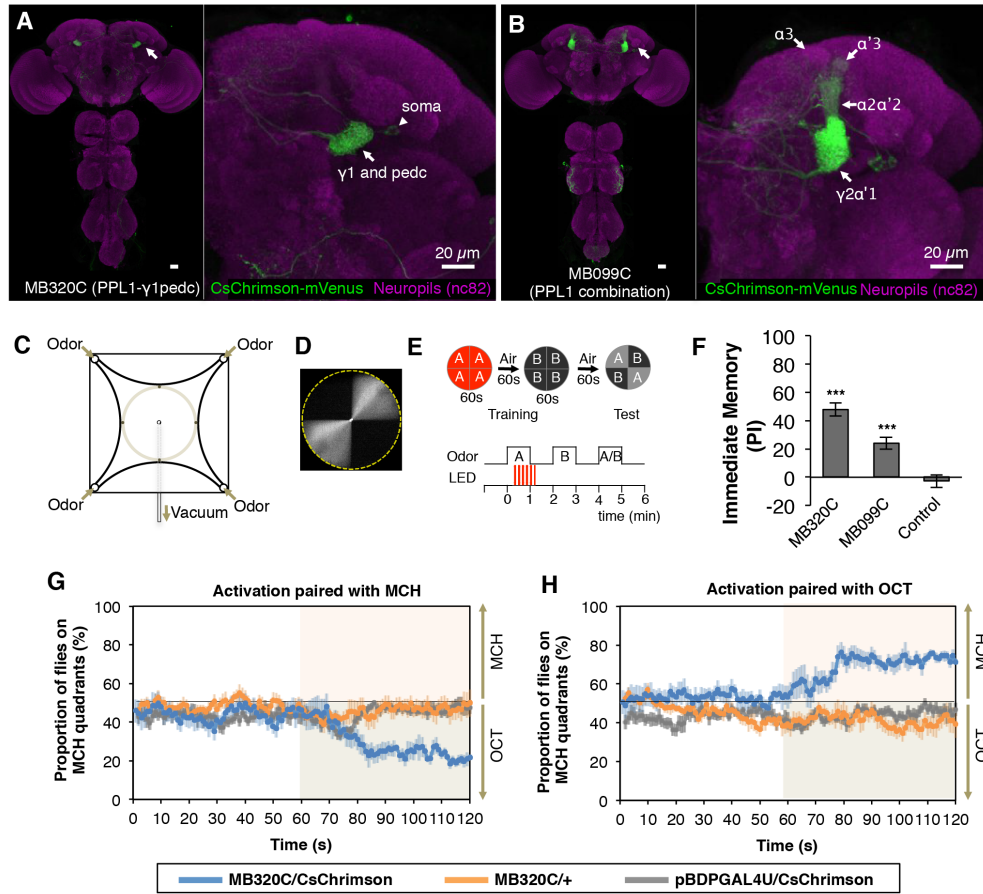 A
soma
γ1 and pedc
20 µm
MB320C (PPL1-γ1pedc)
CsChrimson-mVenus Neuropils (nc82)
B
α3
α'3
α2α'2
γ2α'1
20 µm
MB099C
(PPL1 combination)
CsChrimson-mVenus Neuropils (nc82)
C
Odor
Odor
Odor
Odor
Vacuum
D
E
A A
A A
60s
Air
60s
B B
B B
60s
Air
60s
A B
B A
Training
Test
Odor
A
B
A/B
LED
0 1 2 3 4 5 6
time (min)
F
Immediate Memory
(PI)
100
80
60
40
20
0
-20
***
***
MB320C
MB099C
Control
G
Activation paired with MCH
Proportion of flies on
MCH quadrants (%)
100
80
60
40
20
0
0 10 20 30 40 50 60 70 80 90 100 110 120
Time (s)
MCH
OCT
H
Activation paired with OCT
Proportion of flies on
MCH quadrants (%)
100
80
60
40
20
0
0 10 20 30 40 50 60 70 80 90 100 110 120
Time (s)
MCH
OCT
MB320C/CsChrimson
MB320C/+
pBDPGAL4U/CsChrimson